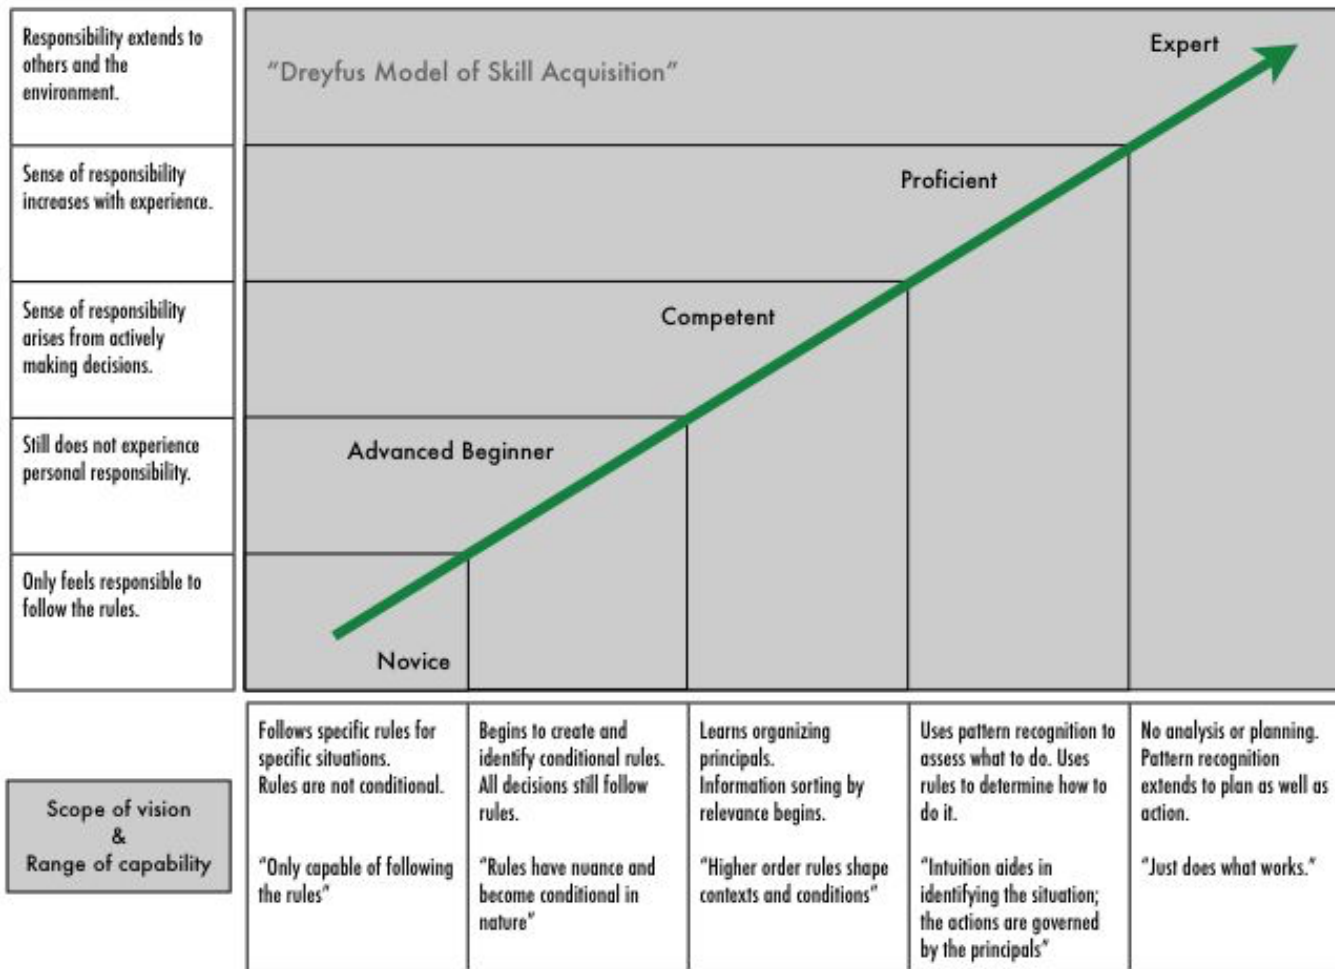 Responsibility extends to
others and the
environment.
"Dreyfus Model of Skill Acquisition"
Expert
Sense of responsibility
increases with experience.
Proficient
Sense of responsibility
arises from actively
making decisions.
Competent
Still does not experience
personal responsibility.
Advanced Beginner
Only feels responsible to
follow the rules.
Novice
Scope of vision
&
Range of capability
Follows specific rules for
specific situations.
Rules are not conditional.
"Only capable of following
the rules"
Begins to create and
identify conditional rules.
All decisions still follow
rules.
"Rules have nuance and
become conditional in
nature"
Learns organizing
principals.
Information sorting by
relevance begins.
"Higher order rules shape
contexts and conditions"
Uses pattern recognition to
assess what to do. Uses
rules to determine how to
do it.
"Intuition aides in
identifying the situation;
the actions are governed
by the principals"
No analysis or planning.
Pattern recognition
extends to plan as well as
action.
"Just does what works."